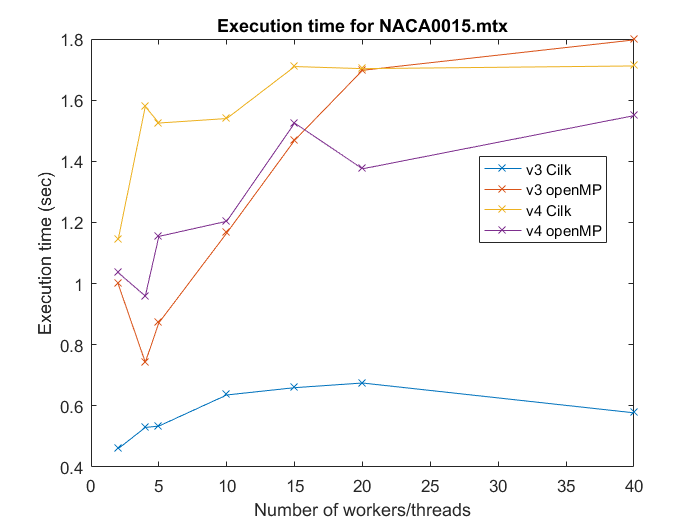 Execution time for NACA0015.mtx
1.8
1.6
1.4
1.2
1
0.8
0.6
0.4
Execution time (sec)
v3 Cilk
v3 openMP
v4 Cilk
v4 openMP
0 5 10 15 20 25 30 35 40
Number of workers/threads